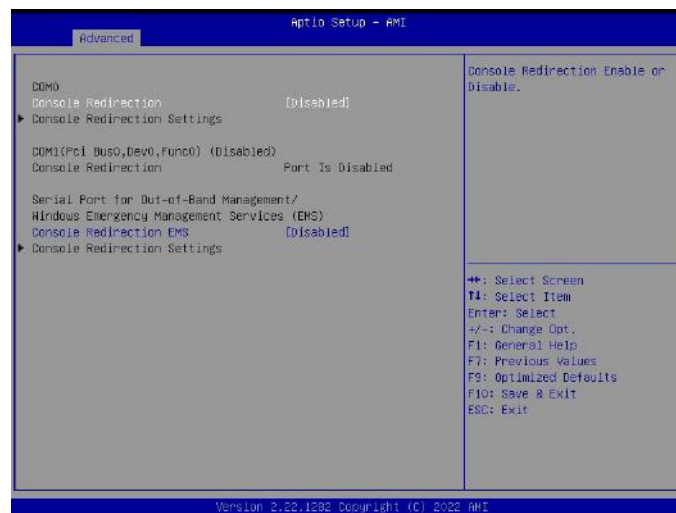 Aptio Setup - AMI
Advanced
COM0
Console Redirection [Disabled]
▶ Console Redirection Settings
COM1(Pci Bus0,Dev0,Func0) (Disabled)
Console Redirection Port Is Disabled
Serial Port for Out-of-Band Management/
Windows Emergency Management Services (EMS)
Console Redirection EMS [Disabled]
▶ Console Redirection Settings
Console Redirection Enable or
Disable.
→←: Select Screen
↑↓: Select Item
Enter: Select
+/-: Change Opt.
F1: General Help
F7: Previous Values
F9: Optimized Defaults
F10: Save & Exit
ESC: Exit
Version 2.22.1282 Copyright (C) 2022 AMI